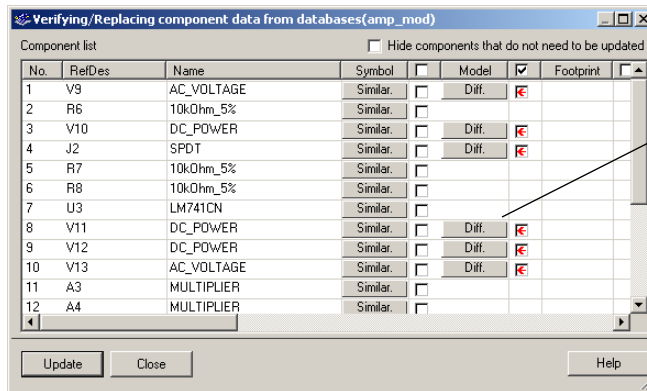 Verifying/Replacing component data from databases(amp_mod)
Component list Hide components that do not need to be updated
No. RefDes Name Symbol Model Footprint
1 V9 AC_VOLTAGE Similar. Diff.
2 R6 10kOhm_5% Similar.
3 V10 DC_POWER Similar. Diff.
4 J2 SPDT Similar. Diff.
5 R7 10kOhm_5% Similar.
6 R8 10kOhm_5% Similar.
7 U3 LM741CN Similar.
8 V11 DC_POWER Similar. Diff.
9 V12 DC_POWER Similar. Diff.
10 V13 AC_VOLTAGE Similar. Diff.
11 A3 MULTIPLIER Similar.
12 A4 MULTIPLIER Similar.
Update Close Help